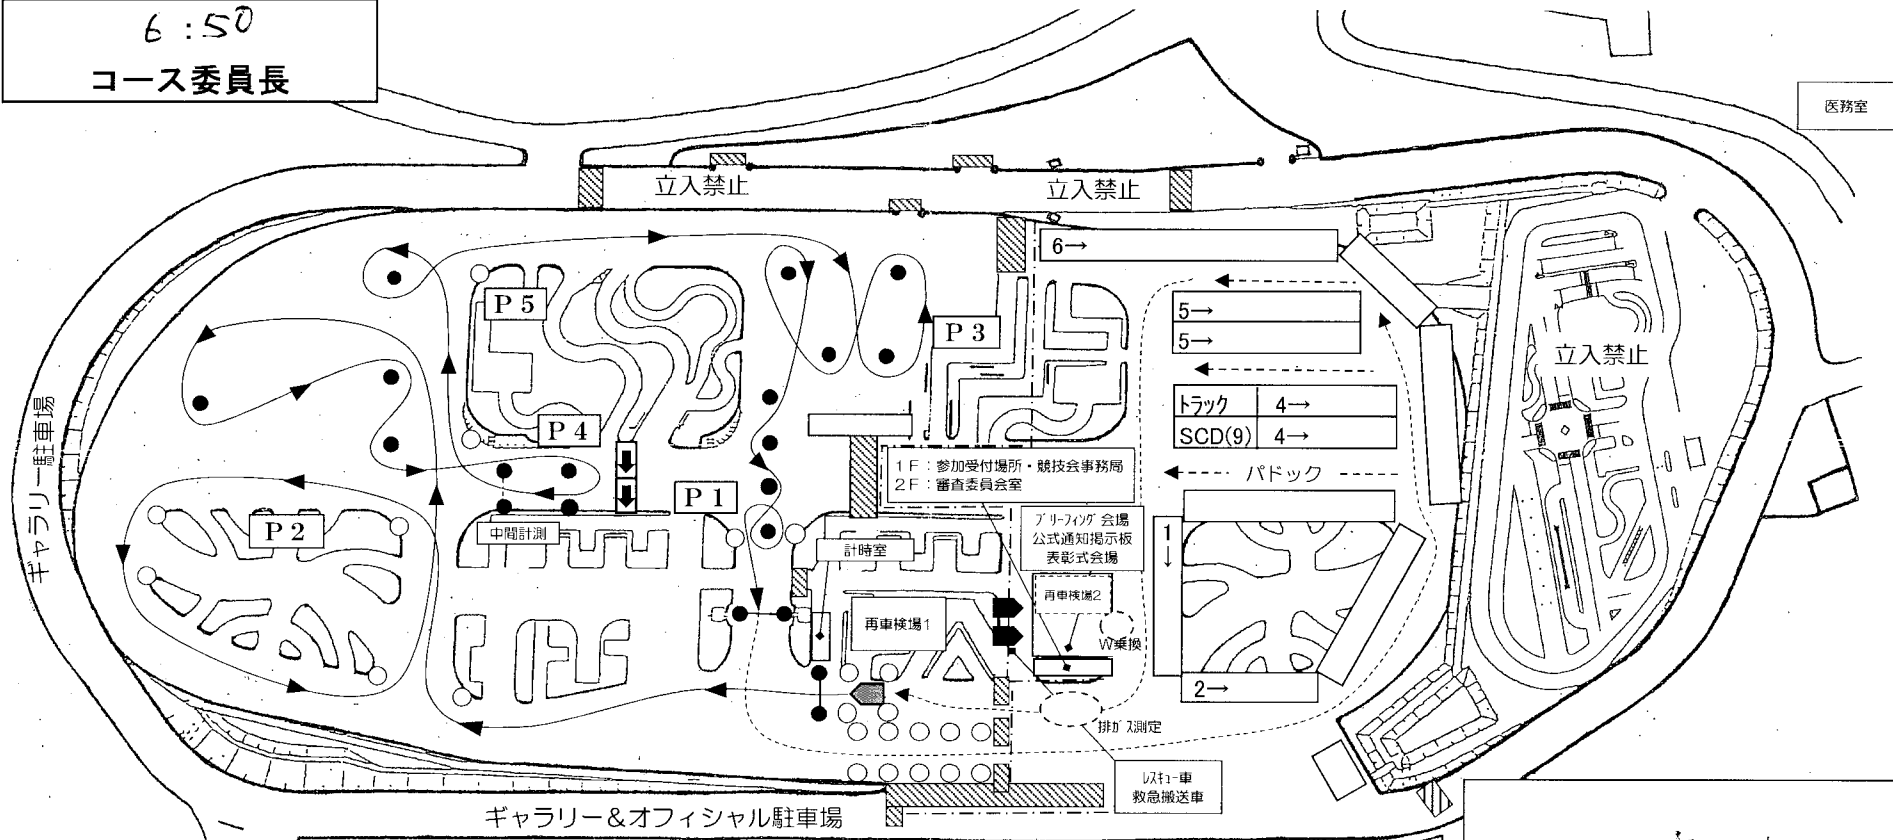 6:50
コース委員長
医務室
立入禁止
立入禁止
6→
P 5
5→
P 3
5→
立入禁止
トラック 4→
SCD(9) 4→
P 4
ギャラリー駐車場
1F：参加受付場所・競技会事務局
2F：審査委員会室
パドック
P 1
P 2
中間計測
計時室
ブリーフィング会場
公式通知掲示板
表彰式会場
1→
再車検場2
再車検場1
W乗換
2→
排ガス測定
レスキュー車
救急搬送車
ギャラリー&オフィシャル駐車場